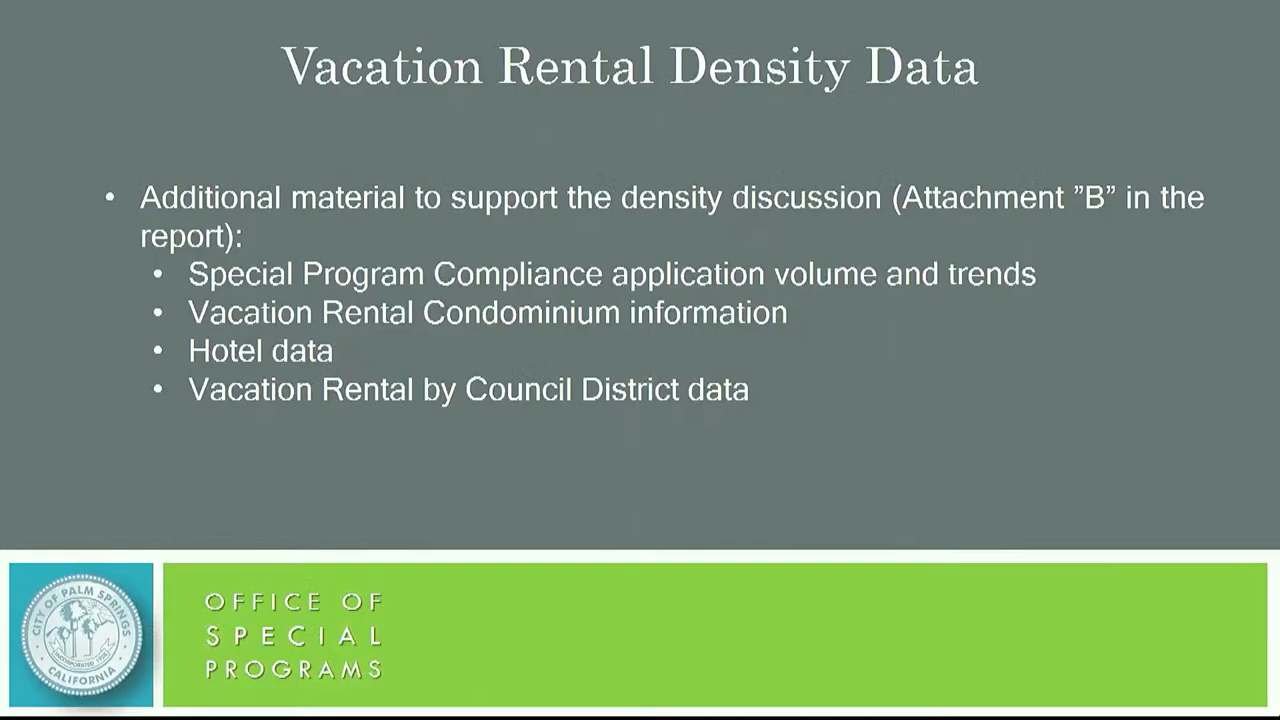 Vacation Rental Density Data
• Additional material to support the density discussion (Attachment ”B” in the
report):
• Special Program Compliance application volume and trends
• Vacation Rental Condominium information
• Hotel data
• Vacation Rental by Council District data
CITY OF PALM SPRINGS
CALIFORNIA
OFFICE OF
SPECIAL
PROGRAMS